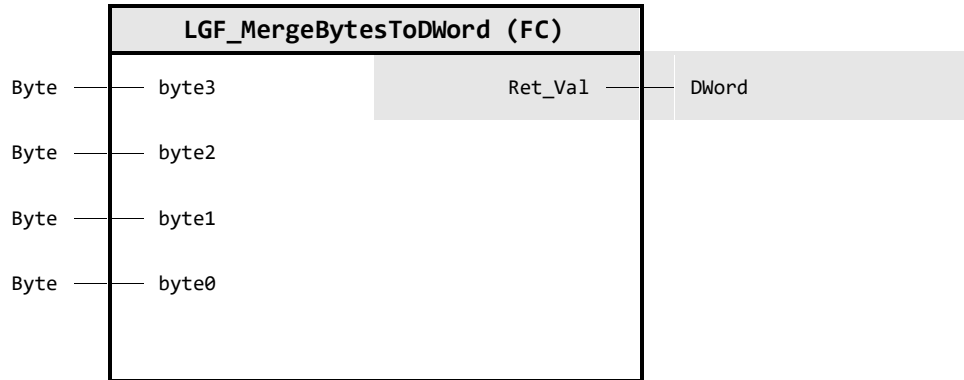 LGF_MergeBytesToDWord (FC)
Byte byte3 Ret_Val DWord
Byte byte2
Byte byte1
Byte byte0